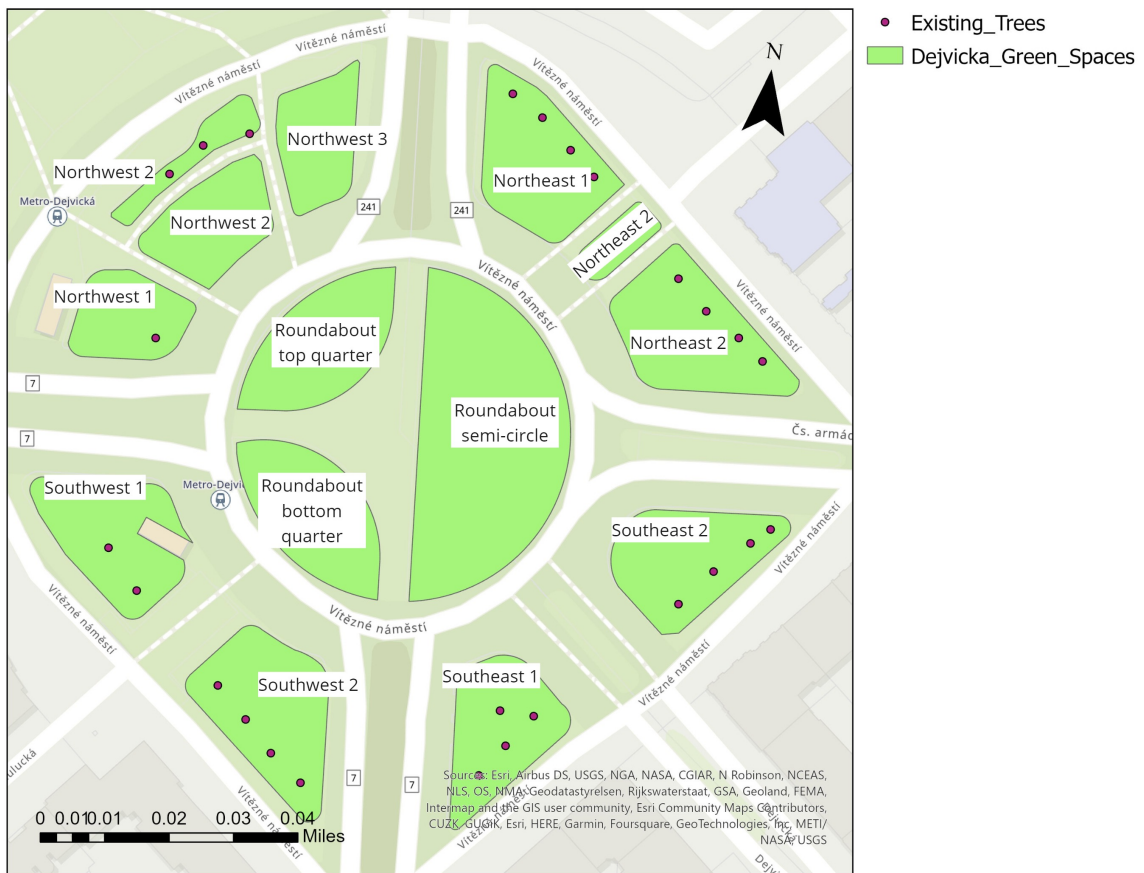 Existing_Trees
Dejvicka_Green_Spaces
N
Vítězné náměstí
Vítězné náměstí
Vítězné náměstí
Northwest 3
Northwest 2
Northeast 1
Metro-Dejvická
241
241
Northwest 2
Northeast 2
Vítězné náměstí
Vítězné náměstí
Northwest 1
Roundabout
top quarter
Northeast 2
7
Roundabout
semi-circle
7
Čs. armád
Southwest 1
Metro-Dejvi
Roundabout
bottom
quarter
Southeast 2
Vítězné náměstí
Vítězné náměstí
Vítězné náměstí
Southwest 2
Southeast 1
Vítězné náměstí
7
7
ulucká
Vítězné náměstí
Vítězné náměstí
Sources: Esri, Airbus DS, USGS, NGA, NASA, CGIAR, N Robinson, NCEAS,
NLS, OS, NMA, Geodatastyrelsen, Rijkswaterstaat, GSA, Geoland, FEMA,
Intermap and the GIS user community, Esri Community Maps Contributors,
CUZK, GUGiK, Esri, HERE, Garmin, Foursquare, GeoTechnologies, Inc, METI/
NASA, USGS
0 0.01 0.01 0.02 0.03 0.04
Miles
Dejvická
Dejv